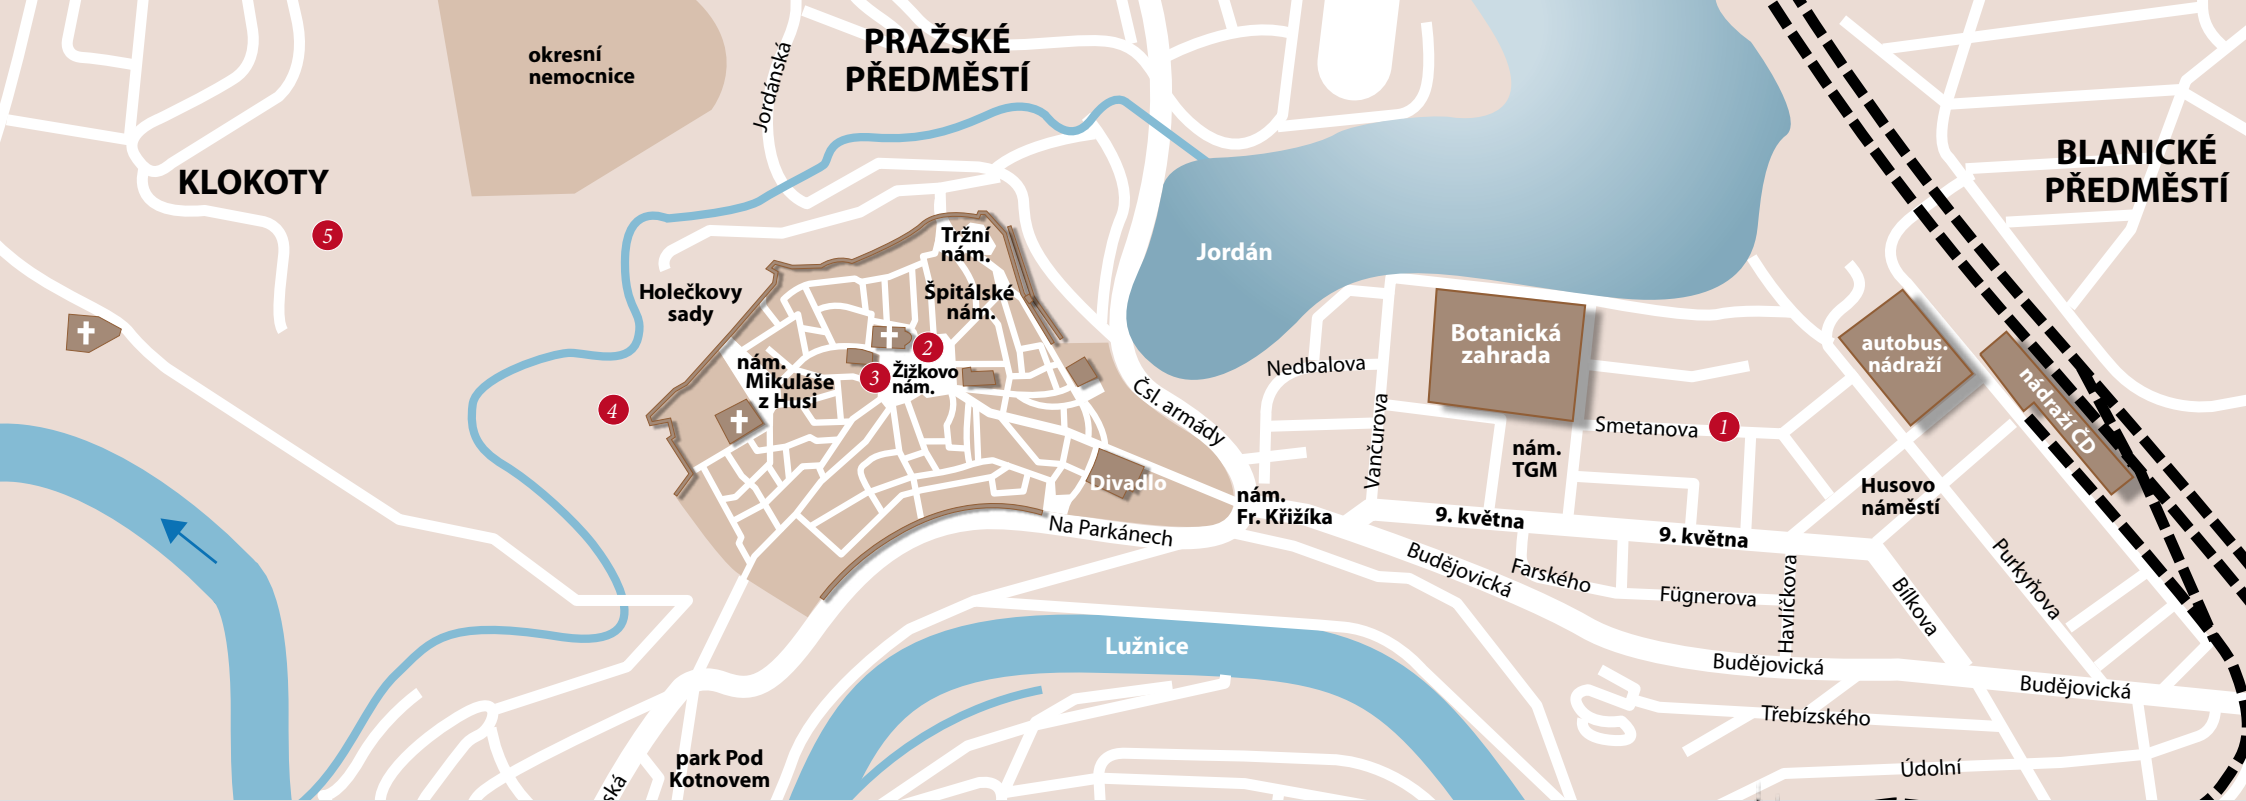 okresní
nemocnice
Jordánská
PRAŽSKÉ
PŘEDMĚSTÍ
BLANICKÉ
PŘEDMĚSTÍ
KLOKOTY
5
Tržní
nám.
Jordán
Holečkovy
sady
Špitálské
nám.
2
3
Žižkovo
nám.
nám.
Mikuláše
z Husi
4
Botanická
zahrada
autobus.
nádraží
nádraží ČD
Nedbalova
Čsl. armády
Vančurova
Smetanova
1
nám.
TGM
Divadlo
nám.
Fr. Křižíka
Husovo
náměstí
Na Parkánech
9. května
9. května
Budějovická
Farského
Fügnerova
Havlíčkova
Bílkova
Purkyňova
Lužnice
Budějovická
Budějovická
Třebízského
Údolní
park Pod
Kotnovem
ská